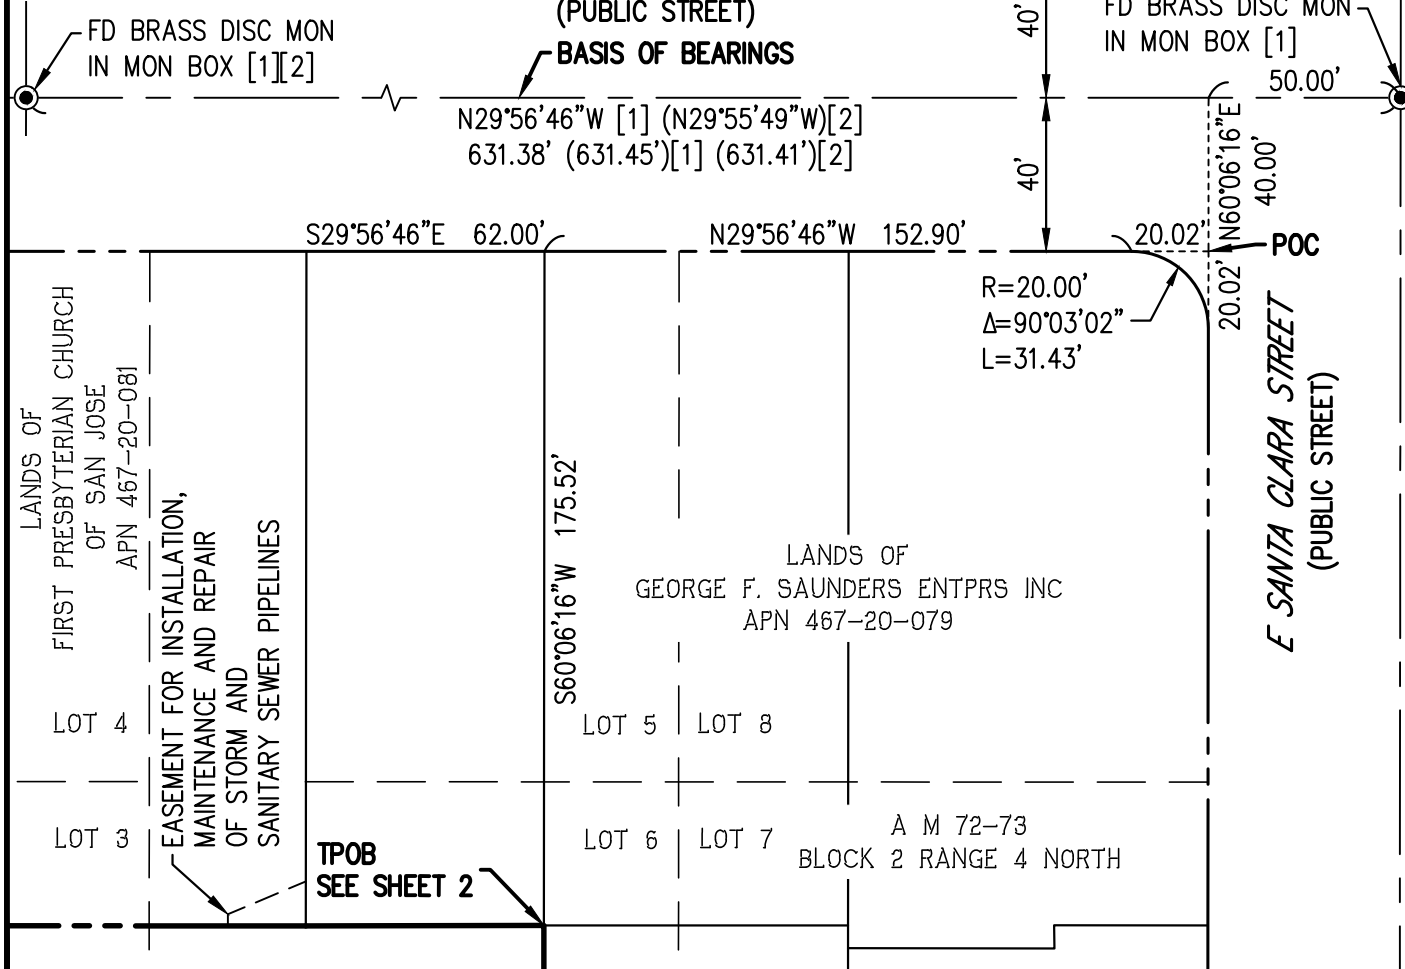 (PUBLIC STREET)
BASIS OF BEARINGS
FD BRASS DISC MON
IN MON BOX [1][2]
40'
FD BRASS DISC MON
IN MON BOX [1]
50.00'
N29°56'46"W [1] (N29°55'49"W)[2]
631.38' (631.45')[1] (631.41')[2]
40'
N60°06'16"E
40.00'
S29°56'46"E 62.00'
N29°56'46"W 152.90'
20.02'
POC
20.02'
R=20.00'
Δ=90°03'02"
L=31.43'
E SANTA CLARA STREET
(PUBLIC STREET)
LANDS OF
FIRST PRESBYTERIAN CHURCH
OF SAN JOSE
APN 467-20-081
EASEMENT FOR INSTALLATION,
MAINTENANCE AND REPAIR
OF STORM AND
SANITARY SEWER PIPELINES
S60°06'16"W 175.52'
LANDS OF
GEORGE F. SAUNDERS ENTPRS INC
APN 467-20-079
LOT 4
LOT 5
LOT 8
LOT 3
LOT 6
LOT 7
A M 72-73
BLOCK 2 RANGE 4 NORTH
TPOB
SEE SHEET 2